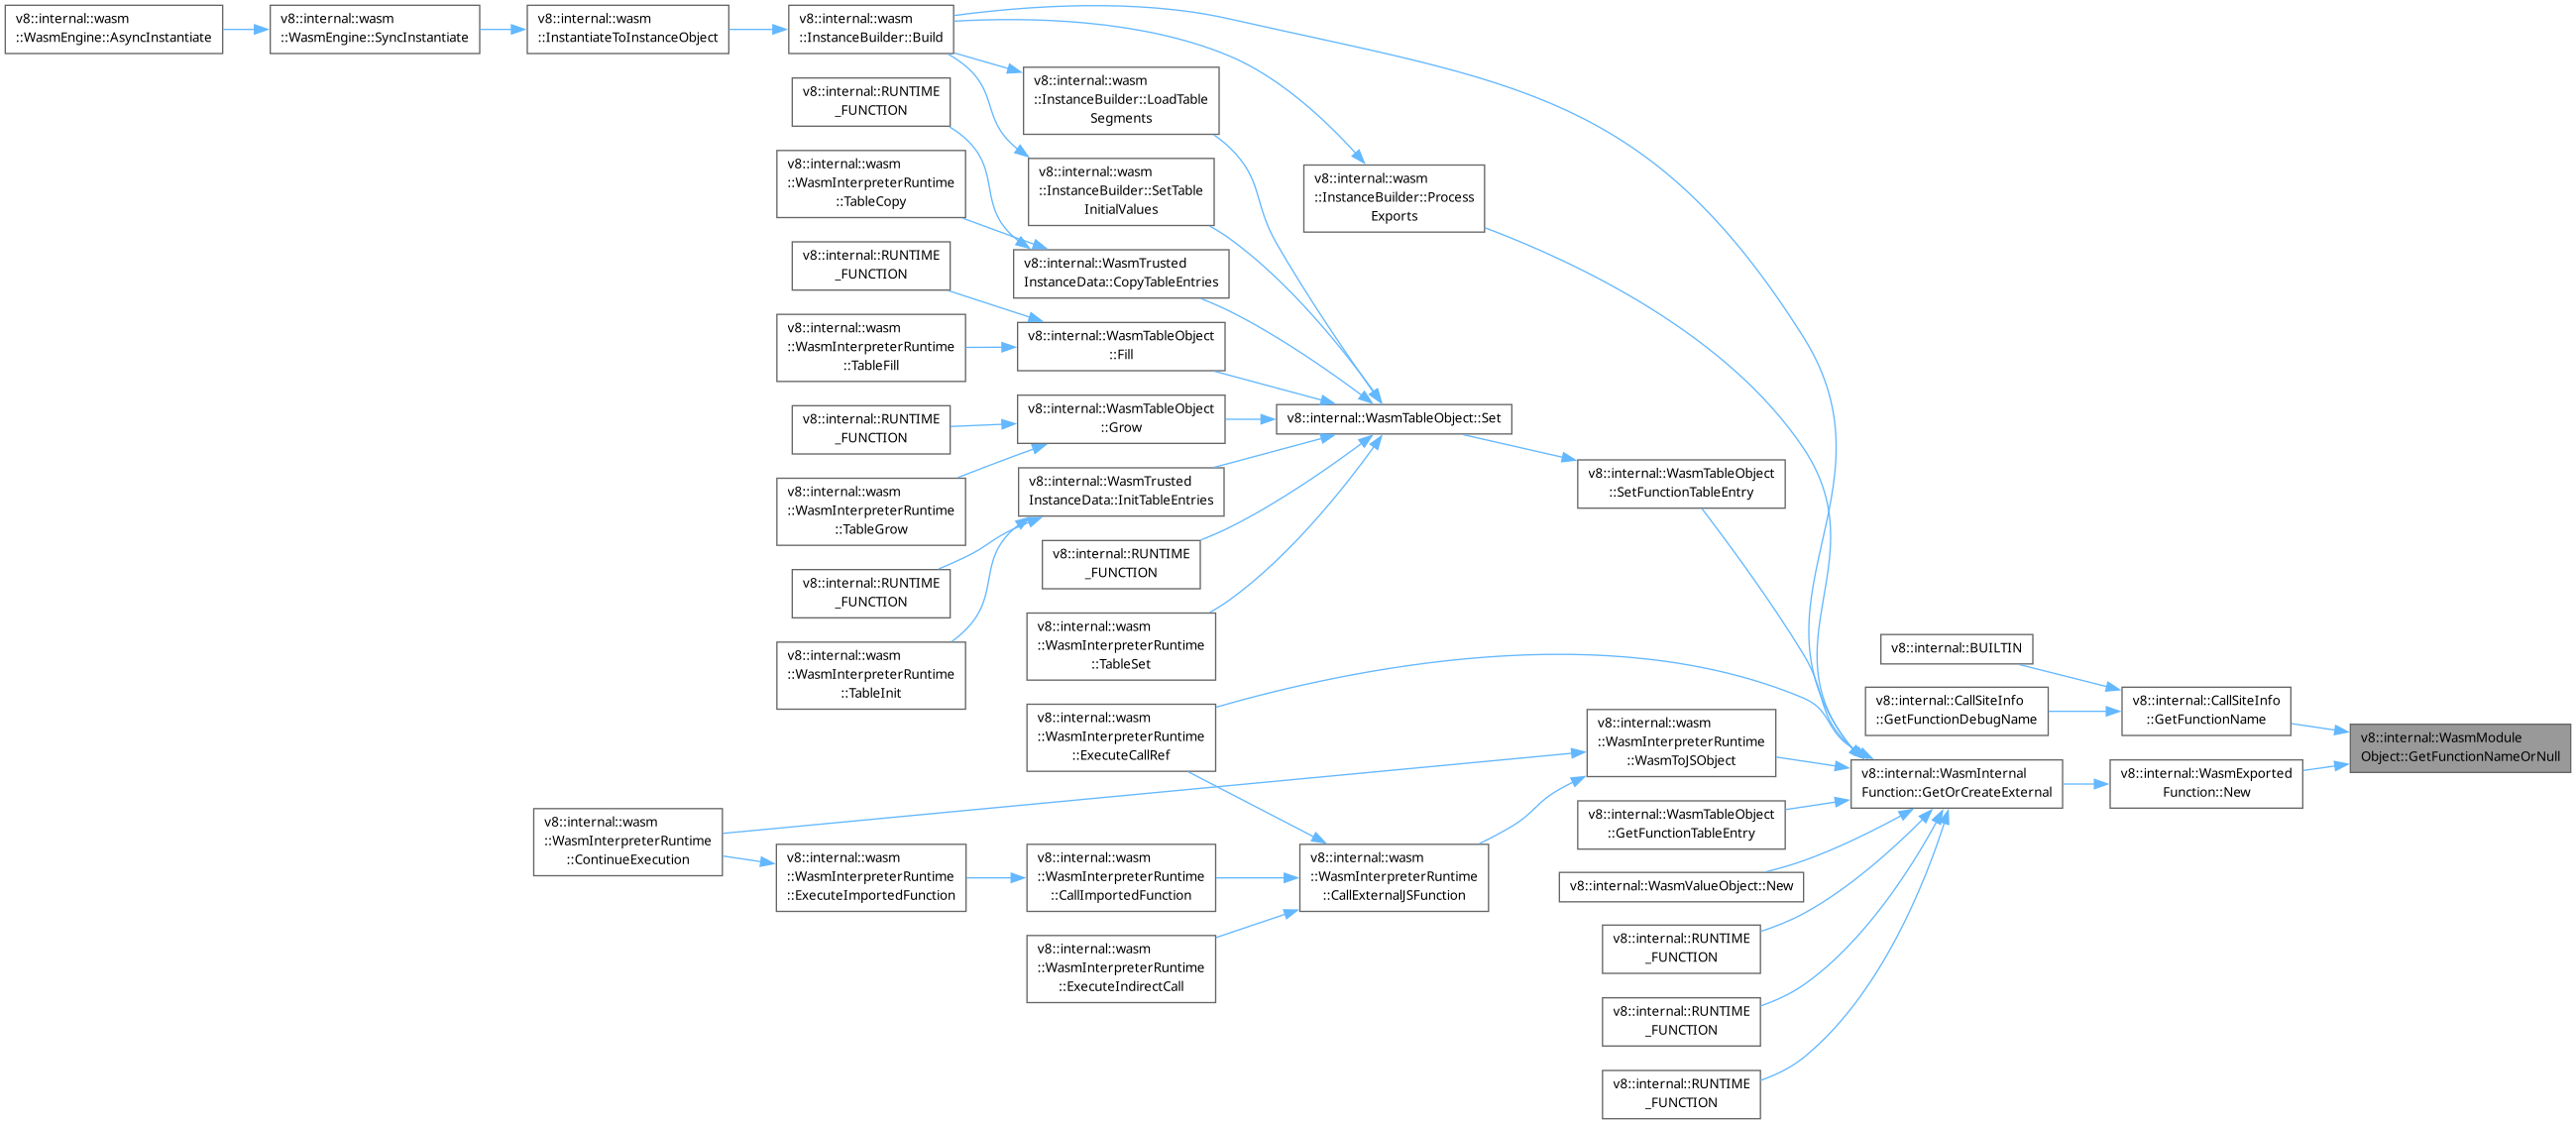 v8::internal::wasm
::WasmEngine::AsyncInstantiate
v8::internal::wasm
::WasmEngine::SyncInstantiate
v8::internal::wasm
::InstantiateToInstanceObject
v8::internal::wasm
::InstanceBuilder::Build
v8::internal::RUNTIME
_FUNCTION
v8::internal::wasm
::WasmInterpreterRuntime
::TableCopy
v8::internal::RUNTIME
_FUNCTION
v8::internal::wasm
::WasmInterpreterRuntime
::TableFill
v8::internal::RUNTIME
_FUNCTION
v8::internal::wasm
::WasmInterpreterRuntime
::TableGrow
v8::internal::RUNTIME
_FUNCTION
v8::internal::wasm
::WasmInterpreterRuntime
::TableInit
v8::internal::wasm
::WasmInterpreterRuntime
::ContinueExecution
v8::internal::wasm
::WasmInterpreterRuntime
::ExecuteImportedFunction
v8::internal::wasm
::InstanceBuilder::LoadTable
Segments
v8::internal::wasm
::InstanceBuilder::SetTable
InitialValues
v8::internal::WasmTrusted
InstanceData::CopyTableEntries
v8::internal::WasmTableObject
::Fill
v8::internal::WasmTableObject
::Grow
v8::internal::WasmTrusted
InstanceData::InitTableEntries
v8::internal::RUNTIME
_FUNCTION
v8::internal::wasm
::WasmInterpreterRuntime
::TableSet
v8::internal::wasm
::WasmInterpreterRuntime
::ExecuteCallRef
v8::internal::wasm
::WasmInterpreterRuntime
::CallImportedFunction
v8::internal::wasm
::WasmInterpreterRuntime
::ExecuteIndirectCall
v8::internal::wasm
::InstanceBuilder::Process
Exports
v8::internal::WasmTableObject::Set
v8::internal::wasm
::WasmInterpreterRuntime
::CallExternalJSFunction
v8::internal::WasmTableObject
::SetFunctionTableEntry
v8::internal::wasm
::WasmInterpreterRuntime
::WasmToJSObject
v8::internal::WasmTableObject
::GetFunctionTableEntry
v8::internal::WasmValueObject::New
v8::internal::RUNTIME
_FUNCTION
v8::internal::RUNTIME
_FUNCTION
v8::internal::RUNTIME
_FUNCTION
v8::internal::BUILTIN
v8::internal::CallSiteInfo
::GetFunctionDebugName
v8::internal::WasmInternal
Function::GetOrCreateExternal
v8::internal::CallSiteInfo
::GetFunctionName
v8::internal::WasmExported
Function::New
v8::internal::WasmModule
Object::GetFunctionNameOrNull